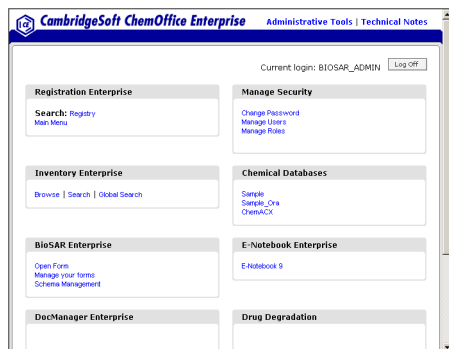 CambridgeSoft ChemOffice Enterprise
Administrative Tools | Technical Notes
Current login: BIOSAR_ADMIN Log Off
Registration Enterprise
Search: Registry
Main Menu
Manage Security
Change Password
Manage Users
Manage Roles
Inventory Enterprise
Browse | Search | Global Search
Chemical Databases
Sample
Sample_Ora
ChemACX
BioSAR Enterprise
Open Form
Manage your forms
Schema Management
E-Notebook Enterprise
E-Notebook 9
DocManager Enterprise
Drug Degradation